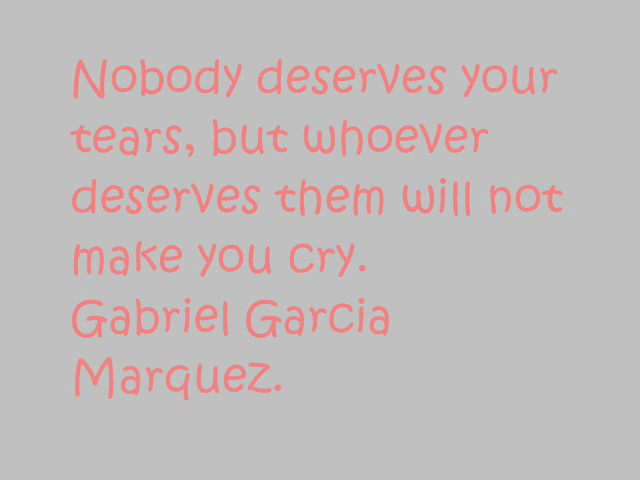 Nobody deserves your
tears, but whoever
deserves them will not
make you cry.
Gabriel Garcia
Marquez.